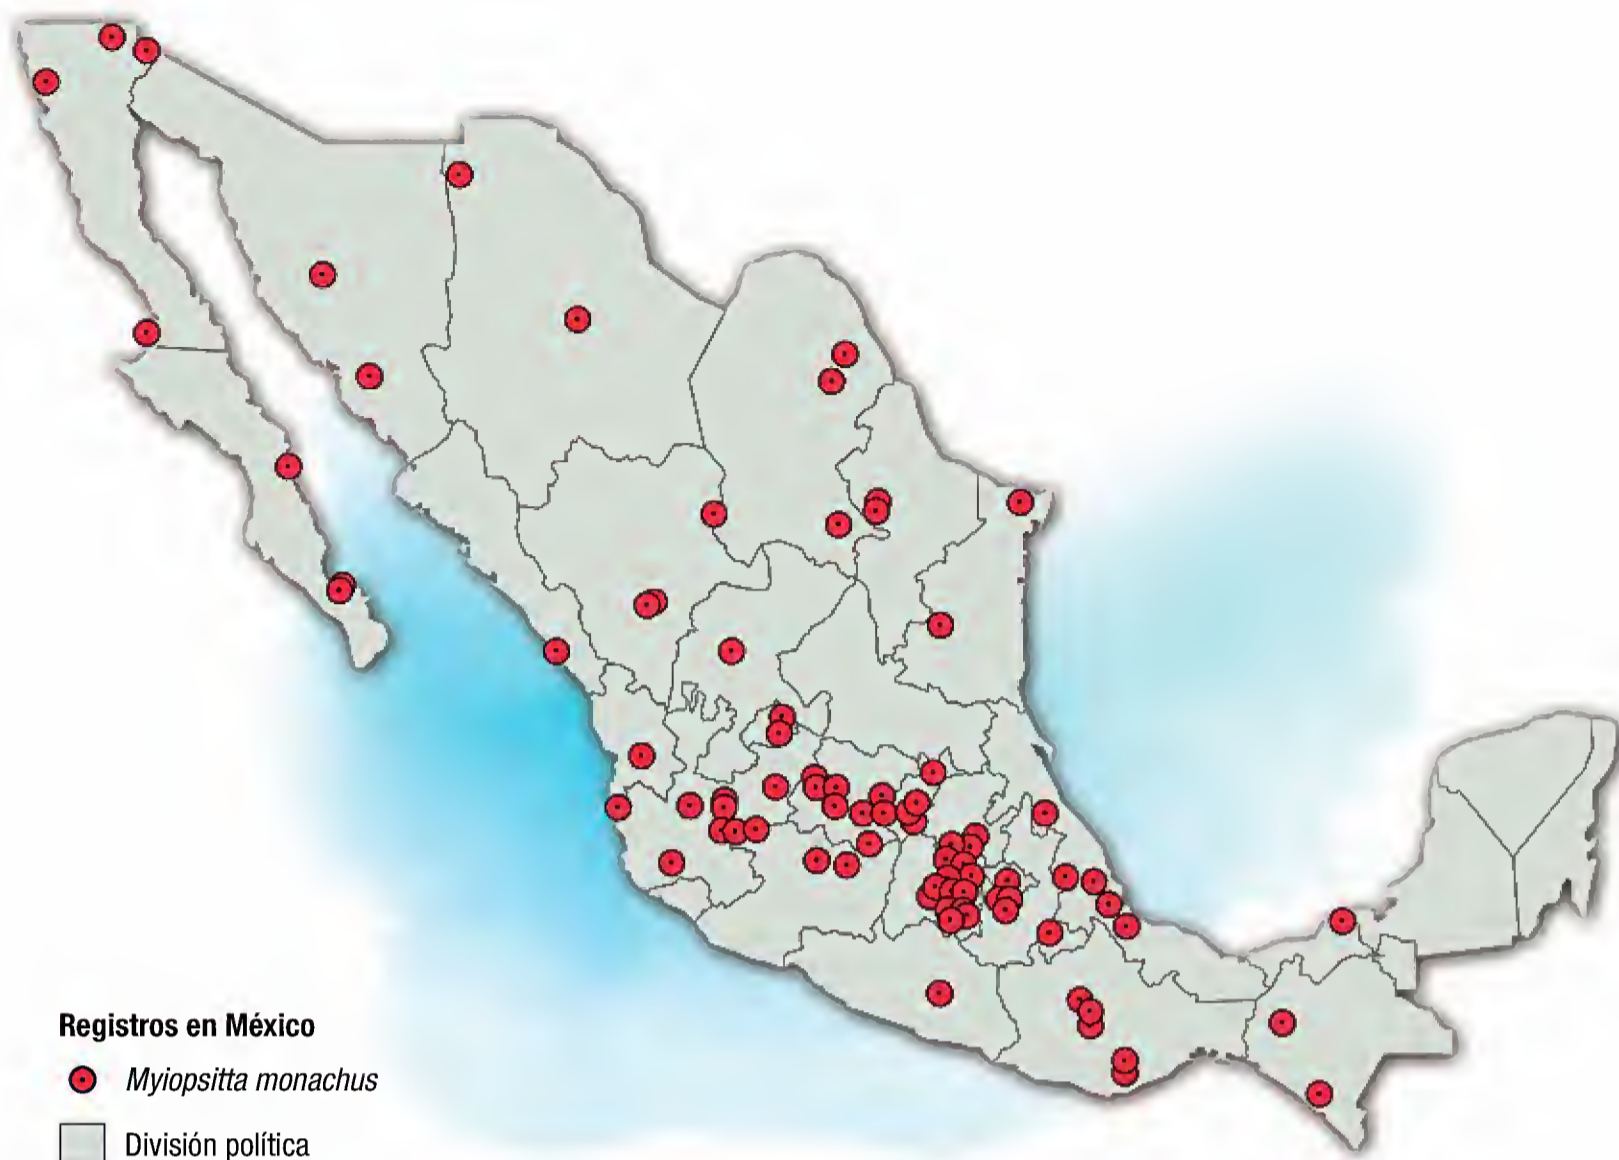 Registros en México
Myiopsitta monachus
División política